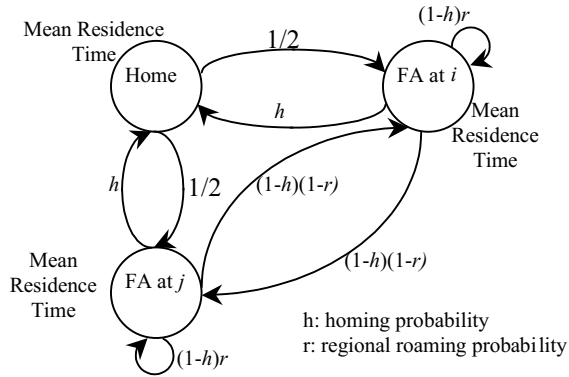 Mean Residence
Time
Home
1/2
h
(1-h)r
FA at i
Mean
Residence
Time
h
1/2
(1-h)(1-r)
(1-h)(1-r)
Mean
Residence
Time
FA at j
(1-h)r
h: homing probability
r: regional roaming probability